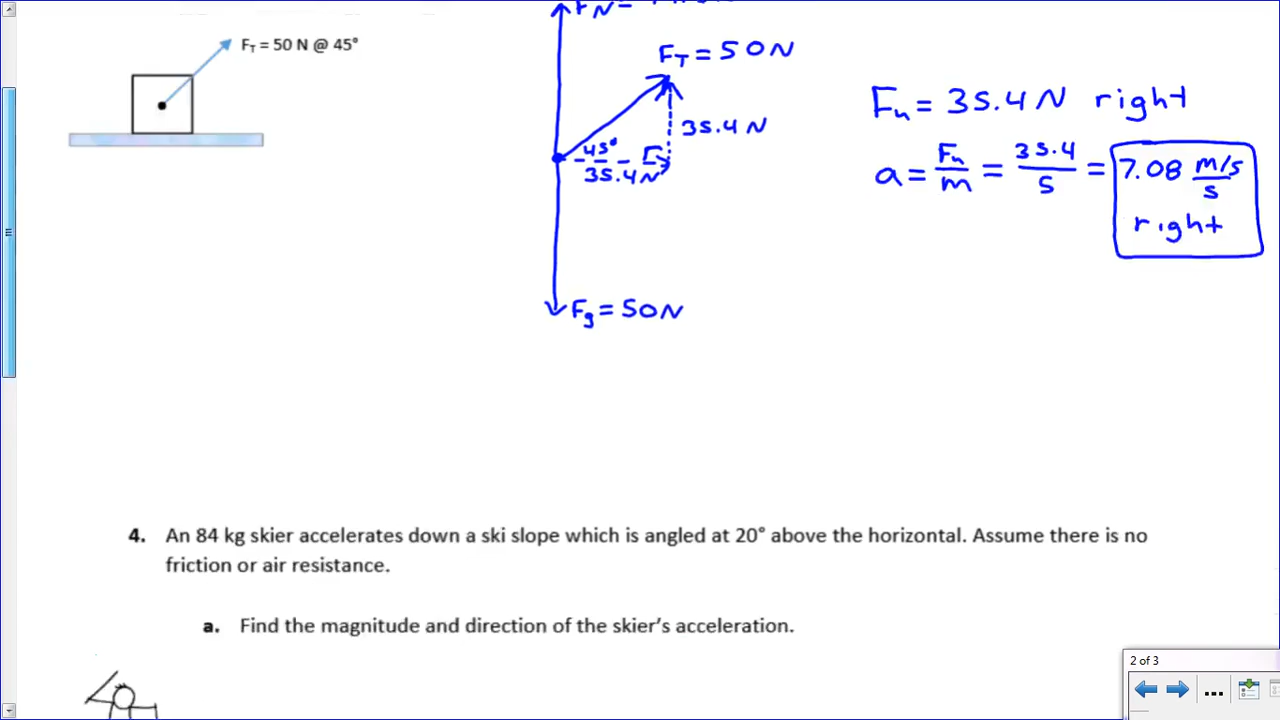 F_T = 50 N @ 45°
F_N =
F_T = 50N
35.4 N
45°
35.4 N
F_g = 50N
F_n = 35.4 N right
a = F_n/m = 35.4/5 = 7.08 m/s/s
right
4. An 84 kg skier accelerates down a ski slope which is angled at 20° above the horizontal. Assume there is no
friction or air resistance.
a. Find the magnitude and direction of the skier's acceleration.
2 of 3
...